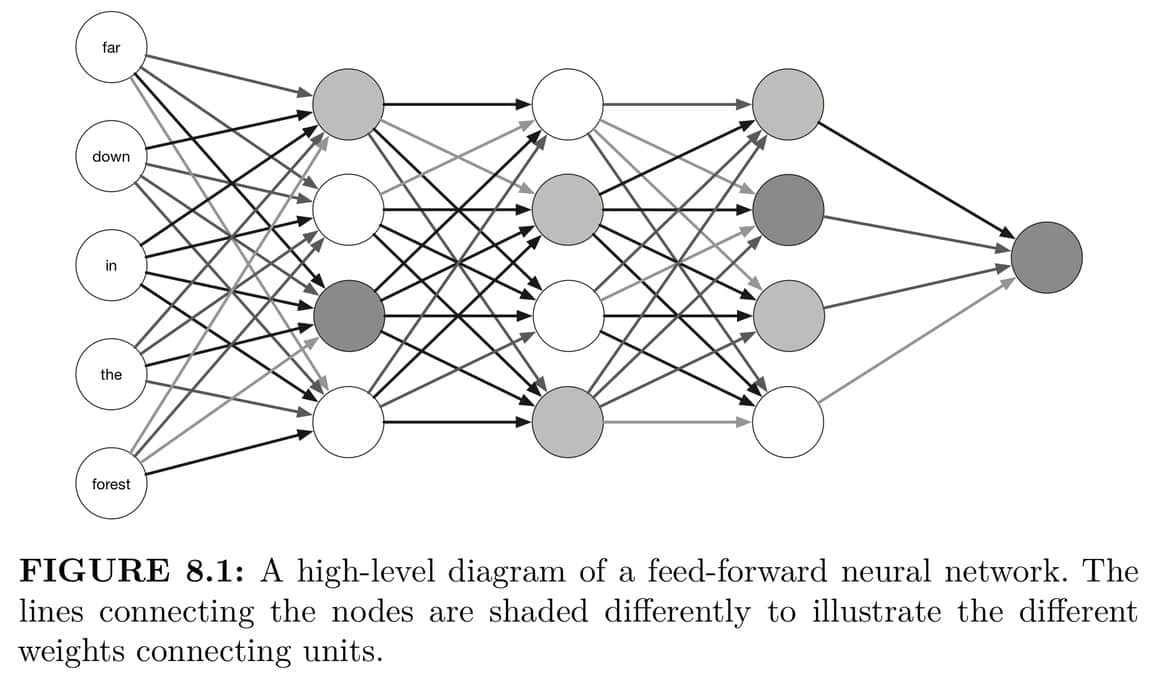 far
down
in
the
forest
FIGURE 8.1: A high-level diagram of a feed-forward neural network. The
lines connecting the nodes are shaded differently to illustrate the different
weights connecting units.